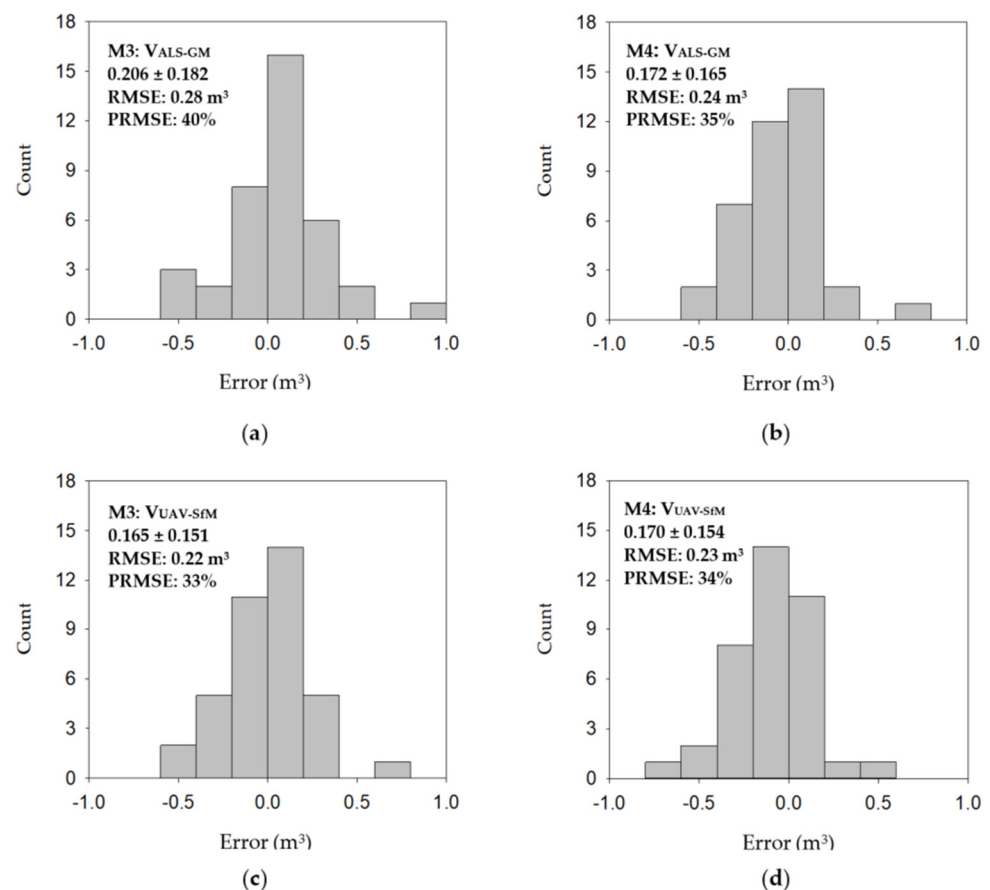 18
15
12
9
6
3
0
Count
M3: VALS-GM
0.206 ± 0.182
RMSE: 0.28 m³
PRMSE: 40%
-1.0 -0.5 0.0 0.5 1.0
Error (m³)
(a)
18
15
12
9
6
3
0
Count
M4: VALS-GM
0.172 ± 0.165
RMSE: 0.24 m³
PRMSE: 35%
-1.0 -0.5 0.0 0.5 1.0
Error (m³)
(b)
18
15
12
9
6
3
0
Count
M3: VUAV-SfM
0.165 ± 0.151
RMSE: 0.22 m³
PRMSE: 33%
-1.0 -0.5 0.0 0.5 1.0
Error (m³)
(c)
18
15
12
9
6
3
0
Count
M4: VUAV-SfM
0.170 ± 0.154
RMSE: 0.23 m³
PRMSE: 34%
-1.0 -0.5 0.0 0.5 1.0
Error (m³)
(d)